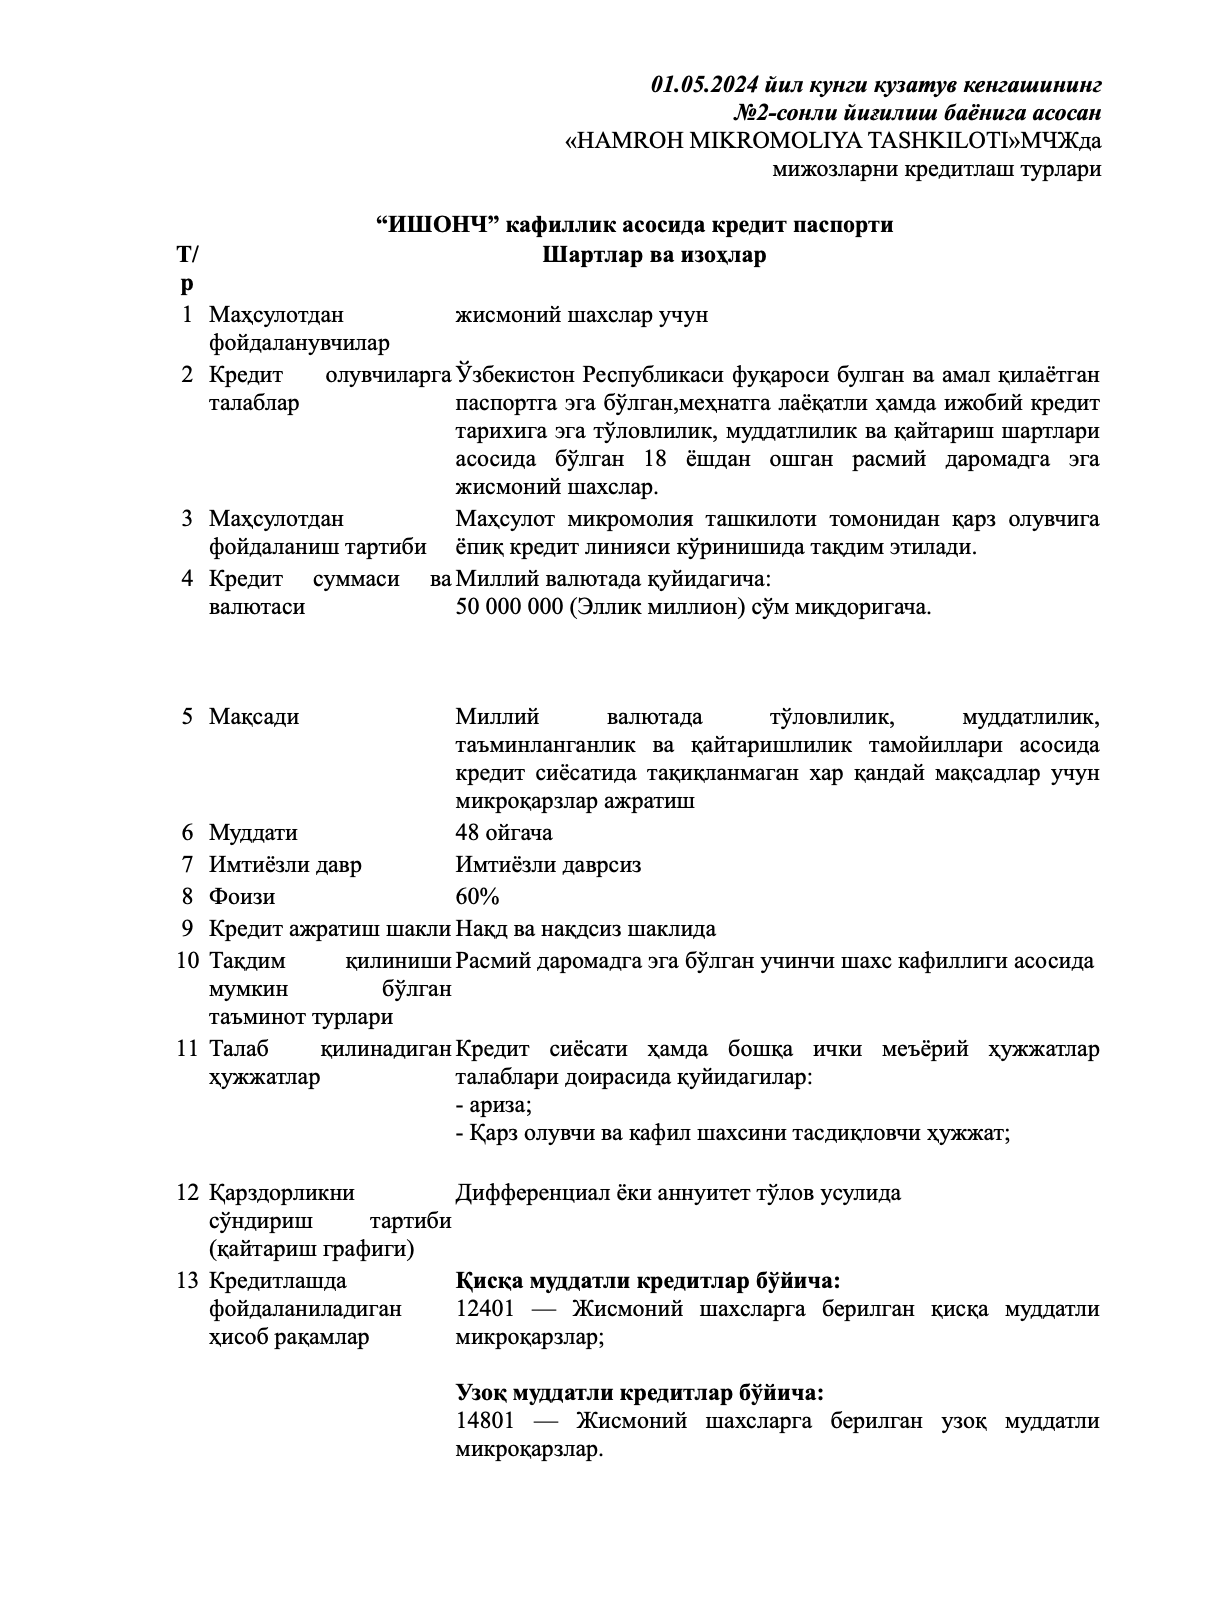 01.05.2024 йил кунги кузатув кенгашининг
№2-сонли йиғилиш баёнига асосан
«HAMROH MIKROMOLIYA TASHKILOTI»МЧЖда
мижозларни кредитлаш турлари
“ИШОНЧ” кафиллик асосида кредит паспорти
Т/
р
Шартлар ва изоҳлар
1 Маҳсулотдан
фойдаланувчилар
жисмоний шахслар учун
2 Кредит олувчиларга
талаблар
Ўзбекистон Республикаси фуқароси булган ва амал қилаётган
паспортга эга бўлган,меҳнатга лаёқатли ҳамда ижобий кредит
тарихига эга тўловлилик, муддатлилик ва қайтариш шартлари
асосида бўлган 18 ёшдан ошган расмий даромадга эга
жисмоний шахслар.
3 Маҳсулотдан
фойдаланиш тартиби
Маҳсулот микромолия ташкилоти томонидан қарз олувчига
ёпиқ кредит линияси кўринишида тақдим этилади.
4 Кредит суммаси ва
валютаси
Миллий валютада қуйидагича:
50 000 000 (Эллик миллион) сўм миқдоригача.
5 Мақсади
Миллий валютада тўловлилик, муддатлилик,
таъминланганлик ва қайтаришлилик тамойиллари асосида
кредит сиёсатида тақиқланмаган хар қандай мақсадлар учун
микроқарзлар ажратиш
6 Муддати
48 ойгача
7 Имтиёзли давр
Имтиёзли даврсиз
8 Фоизи
60%
9 Кредит ажратиш шакли
Нақд ва нақдсиз шаклида
10 Тақдим қилиниши
мумкин бўлган
таъминот турлари
Расмий даромадга эга бўлган учинчи шахс кафиллиги асосида
11 Талаб қилинадиган
ҳужжатлар
Кредит сиёсати ҳамда бошқа ички меъёрий ҳужжатлар
талаблари доирасида қуйидагилар:
- ариза;
- Қарз олувчи ва кафил шахсини тасдиқловчи ҳужжат;
12 Қарздорликни
сўндириш тартиби
(қайтариш графиги)
Дифференциал ёки аннуитет тўлов усулида
13 Кредитлашда
фойдаланиладиган
ҳисоб рақамлар
Қисқа муддатли кредитлар бўйича:
12401 — Жисмоний шахсларга берилган қисқа муддатли
микроқарзлар;
Узоқ муддатли кредитлар бўйича:
14801 — Жисмоний шахсларга берилган узоқ муддатли
микроқарзлар.